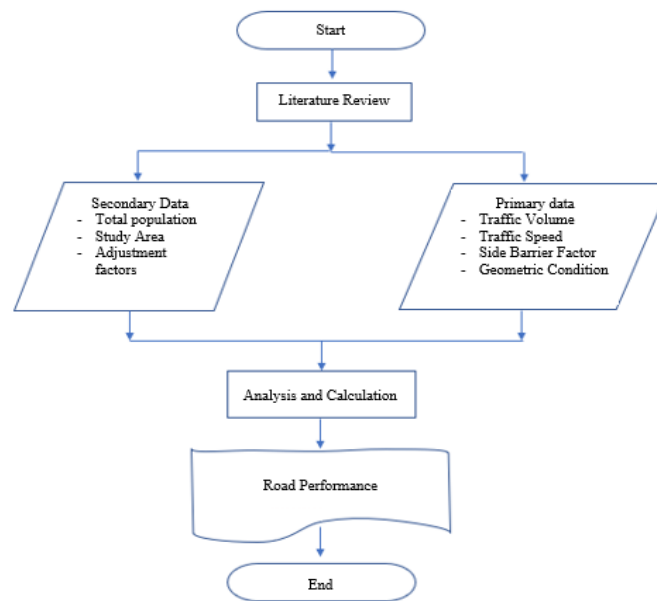 Start
Literature Review
Secondary Data
- Total population
- Study Area
- Adjustment
factors
Primary data
- Traffic Volume
- Traffic Speed
- Side Barrier Factor
- Geometric Condition
Analysis and Calculation
Road Performance
End